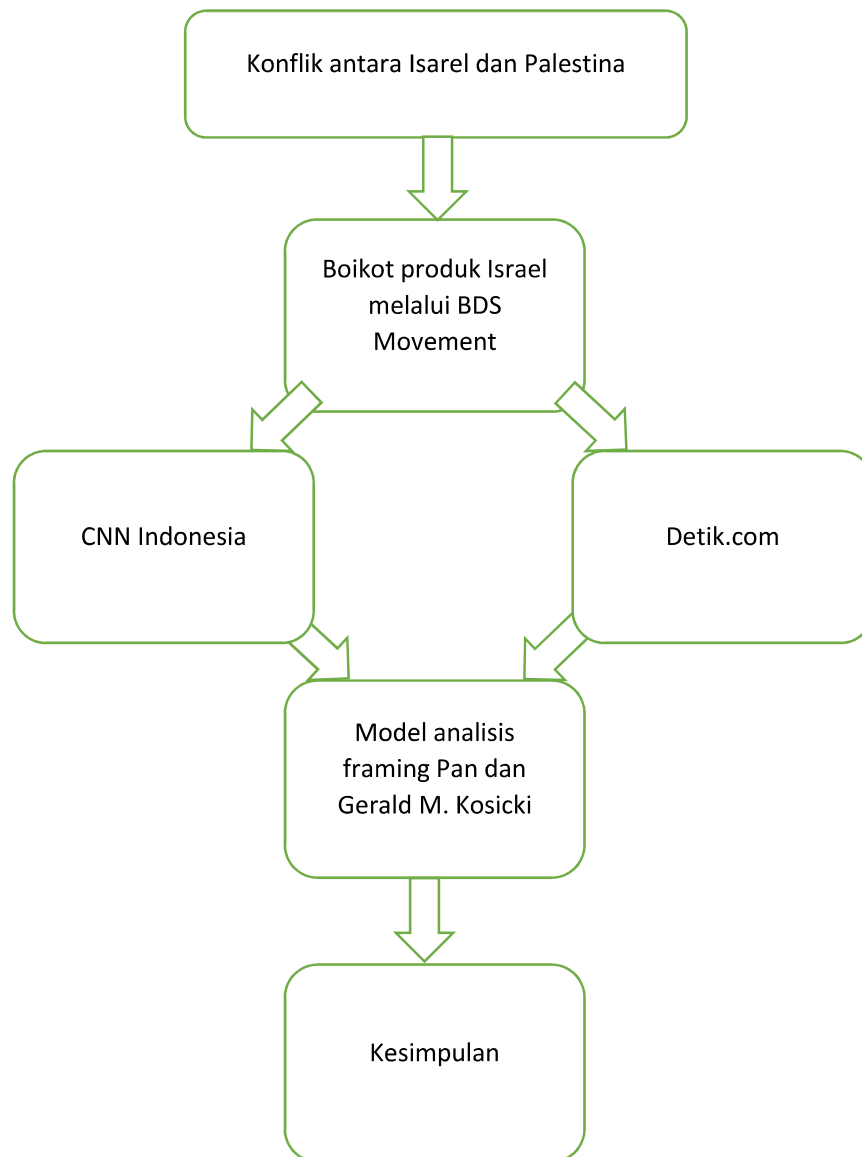 Konflik antara Isarel dan Palestina
Boikot produk Israel
melalui BDS
Movement
CNN Indonesia
Detik.com
Model analisis
framing Pan dan
Gerald M. Kosicki
Kesimpulan